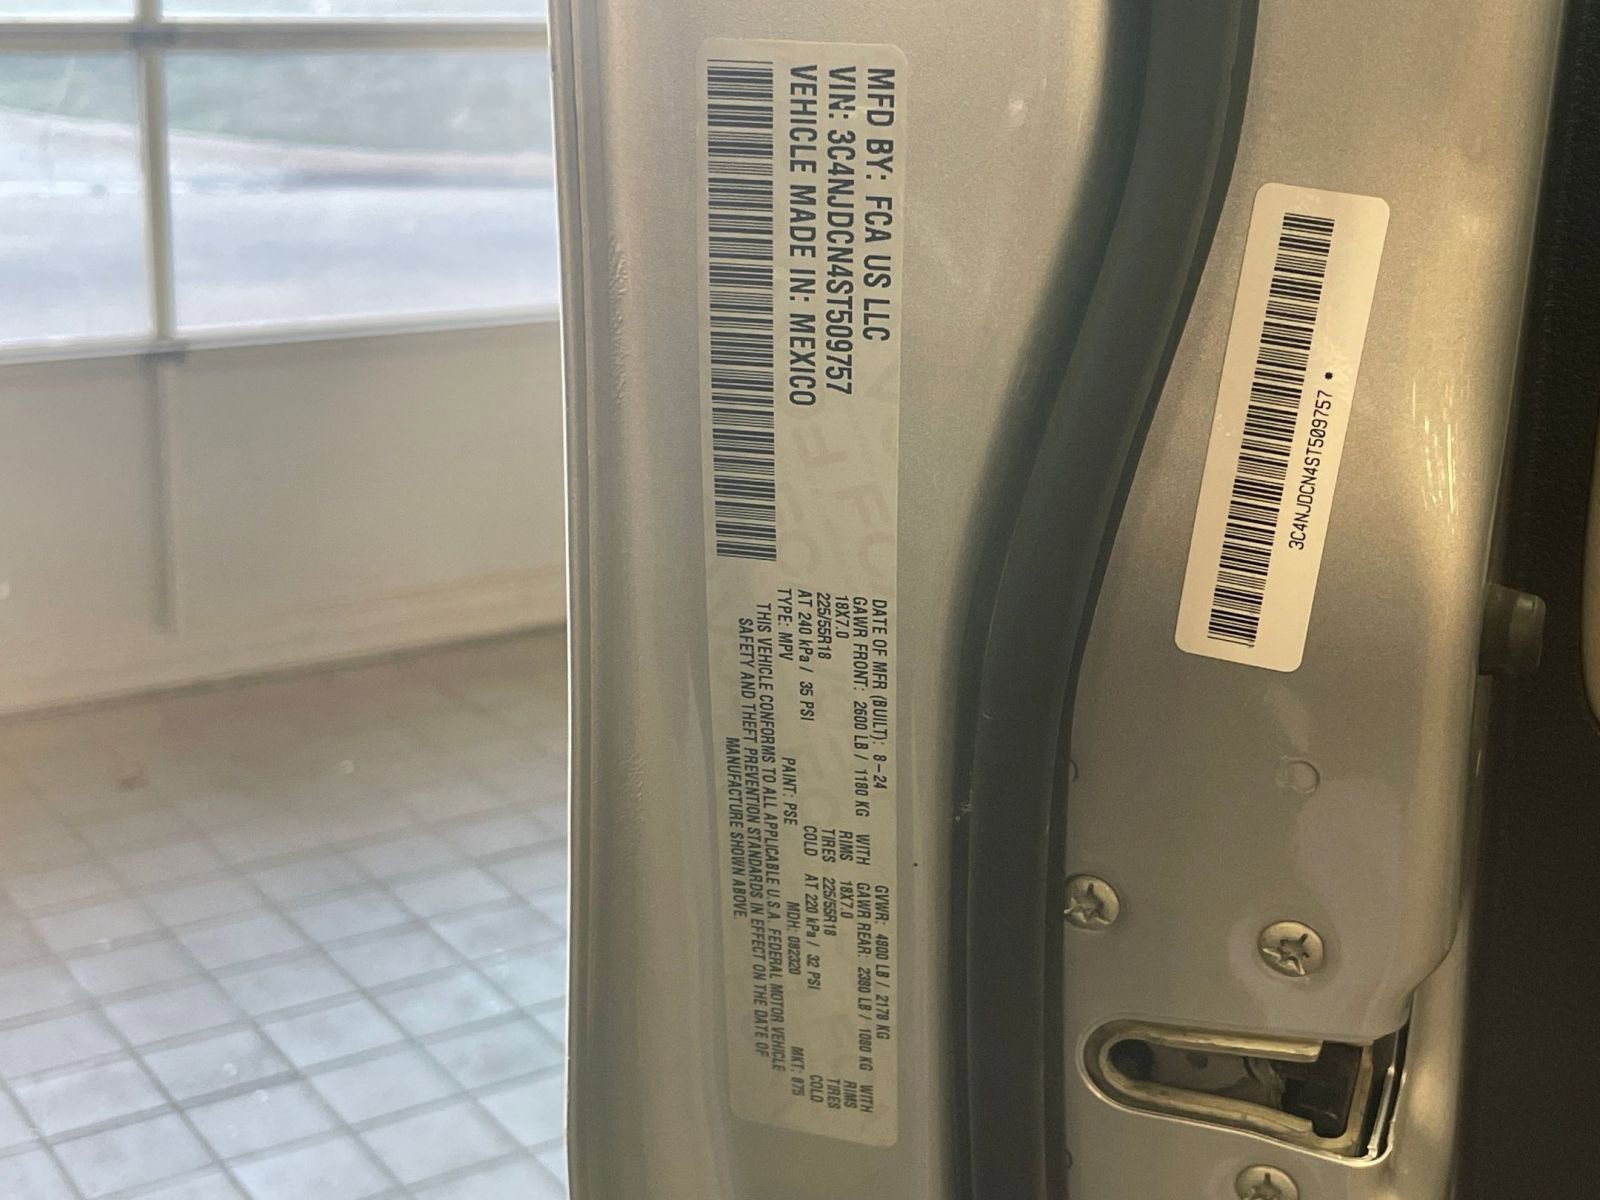 MFD BY: FCA US LLC
VIN: 3C4NJDCN4ST509757
VEHICLE MADE IN: MEXICO
DATE OF MFR (BUILT): 8-24 GVWR: 4800 LB / 2178 KG
GAWR FRONT: 2600 LB / 1180 KG WITH GAWR REAR: 2380 LB / 1080 KG WITH
18X7.0 RIMS 18X7.0 RIMS
225/55R18 TIRES 225/55R18 TIRES
AT 240 kPa / 35 PSI COLD AT 220 kPa / 32 PSI COLD
TYPE: MPV PAINT: PSE MDH: 082320 MKT: 875
THIS VEHICLE CONFORMS TO ALL APPLICABLE U.S.A. FEDERAL MOTOR VEHICLE
SAFETY AND THEFT PREVENTION STANDARDS IN EFFECT ON THE DATE OF
MANUFACTURE SHOWN ABOVE.
3C4NJDCN4ST509757